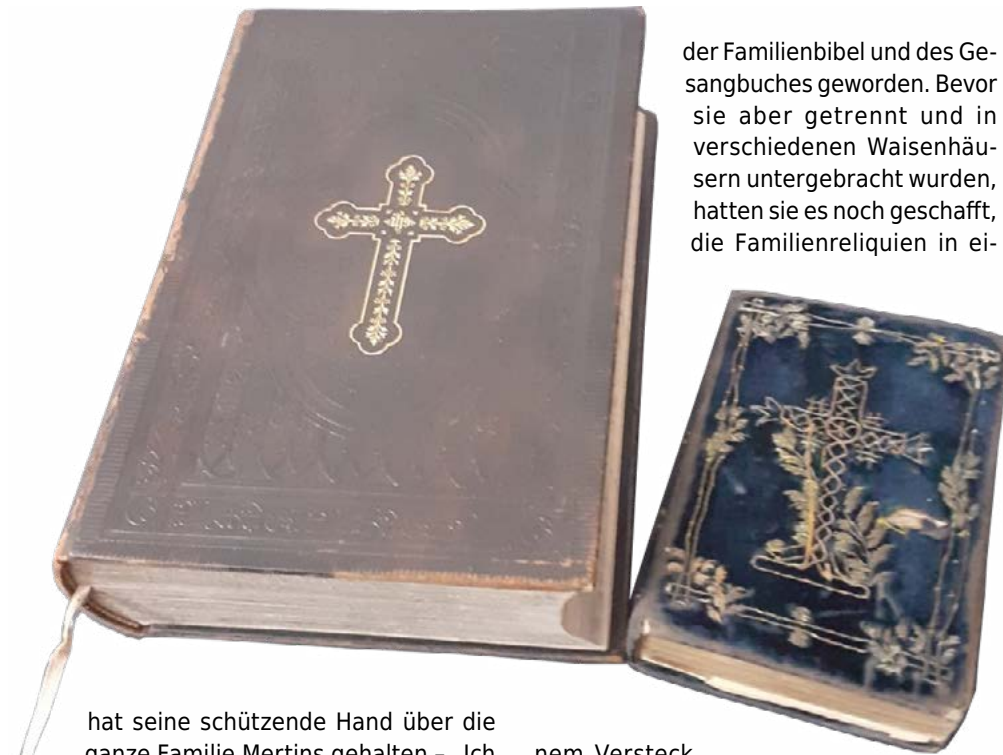 hat seine schützende Hand über die
ganze Familie Mertins gehalten – Ich
der Familienbibel und des Ge-
sangbuches geworden. Bevor
sie aber getrennt und in
verschiedenen Waisenhäu-
sern untergebracht wurden,
hatten sie es noch geschafft,
die Familienreliquien in ei-
nem Versteck